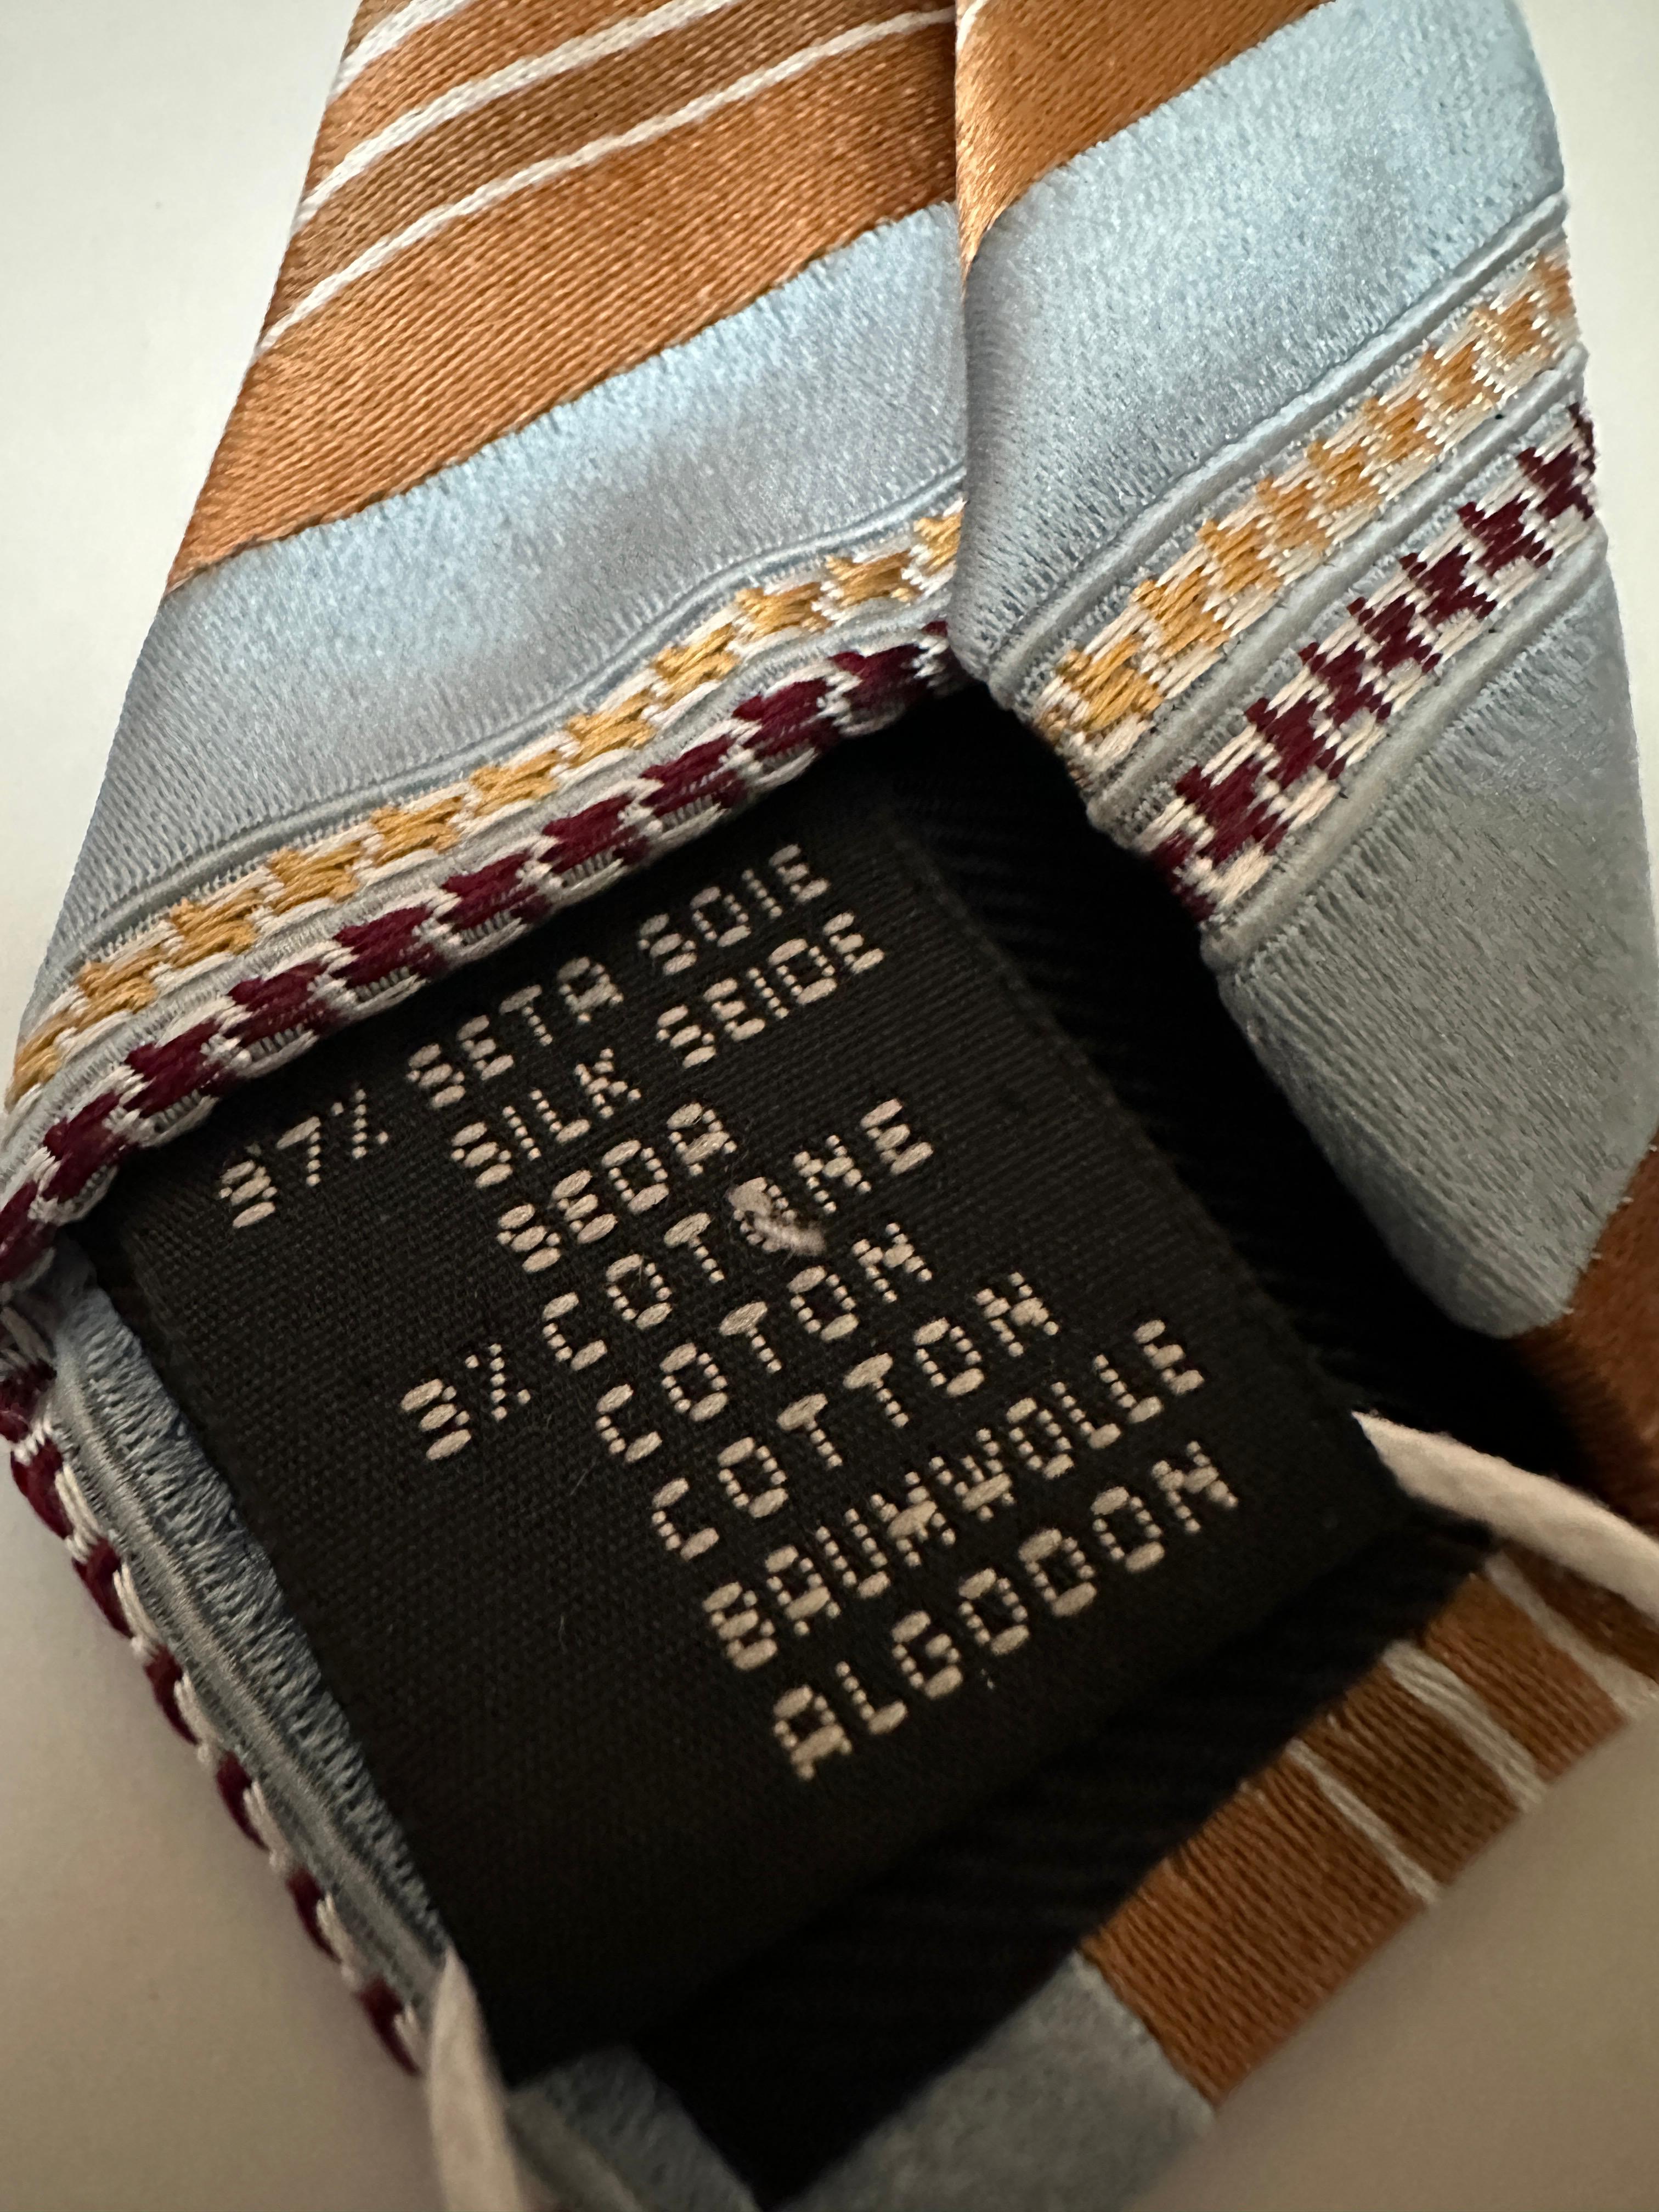 97% SETA SOIE
SILK SEIDE
SEDA
3% COTONE
COTON
COTTON
BAUMWOLLE
ALGODON